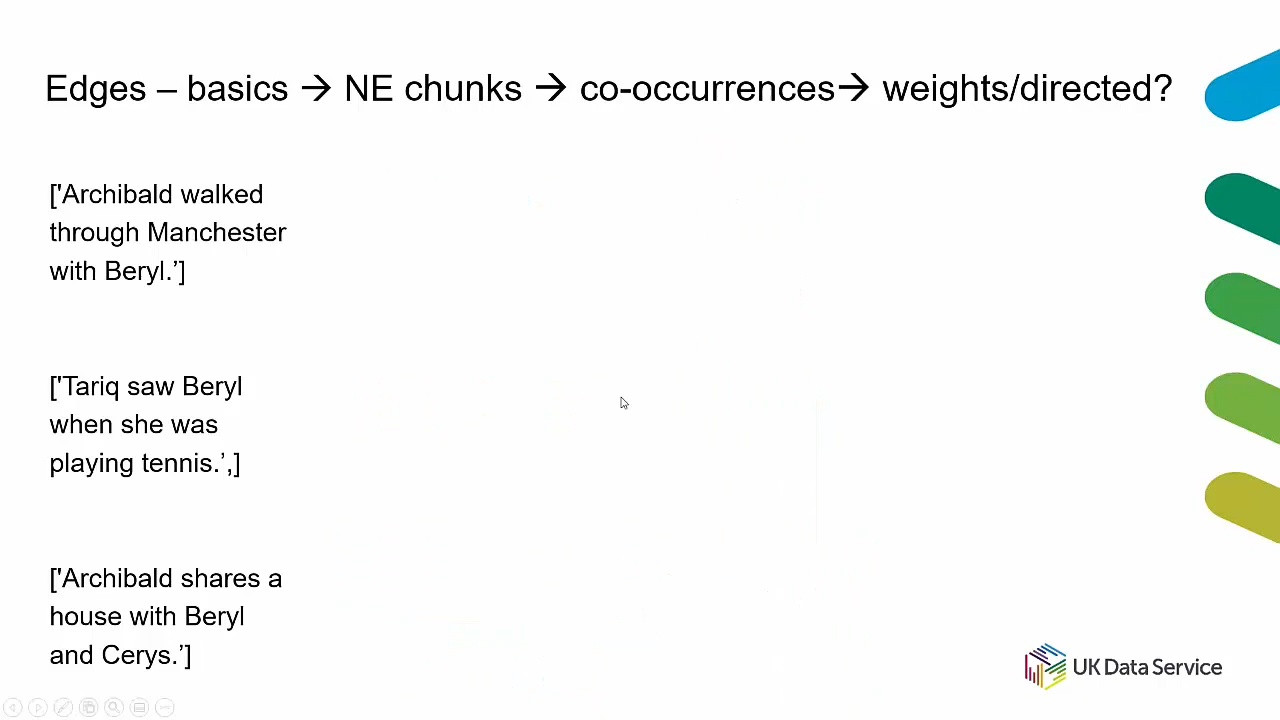 Edges – basics → NE chunks → co-occurrences→ weights/directed?
['Archibald walked
through Manchester
with Beryl.’]
['Tariq saw Beryl
when she was
playing tennis.’,]
['Archibald shares a
house with Beryl
and Cerys.’]
UK Data Service